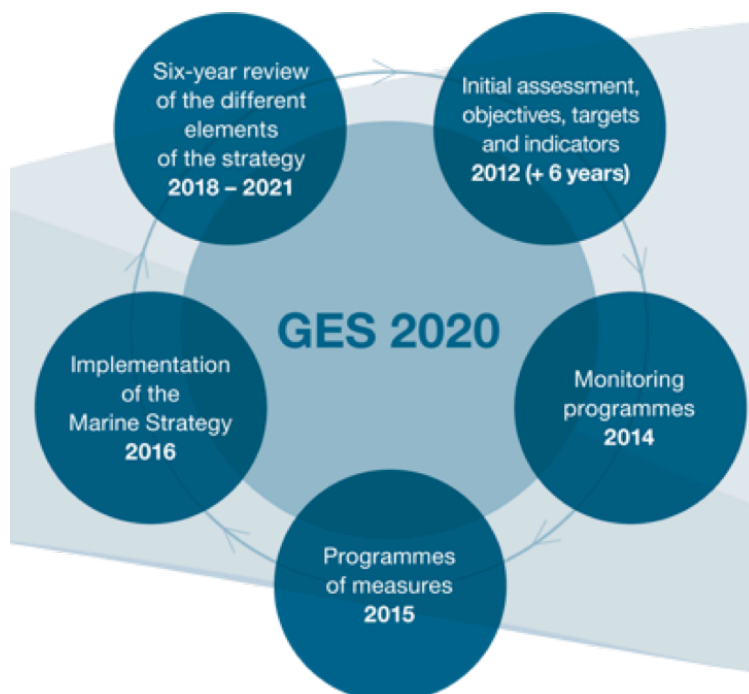 Six-year review
of the different
elements
of the strategy
2018 – 2021
Initial assessment,
objectives, targets
and indicators
2012 (+ 6 years)
GES 2020
Implementation
of the
Marine Strategy
2016
Monitoring
programmes
2014
Programmes
of measures
2015